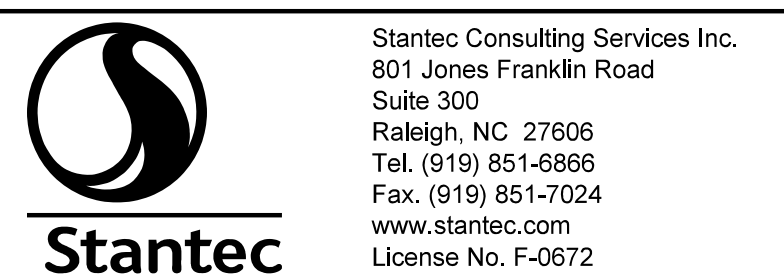 Stantec
Stantec Consulting Services Inc.
801 Jones Franklin Road
Suite 300
Raleigh, NC  27606
Tel. (919) 851-6866
Fax. (919) 851-7024
www.stantec.com
License No. F-0672